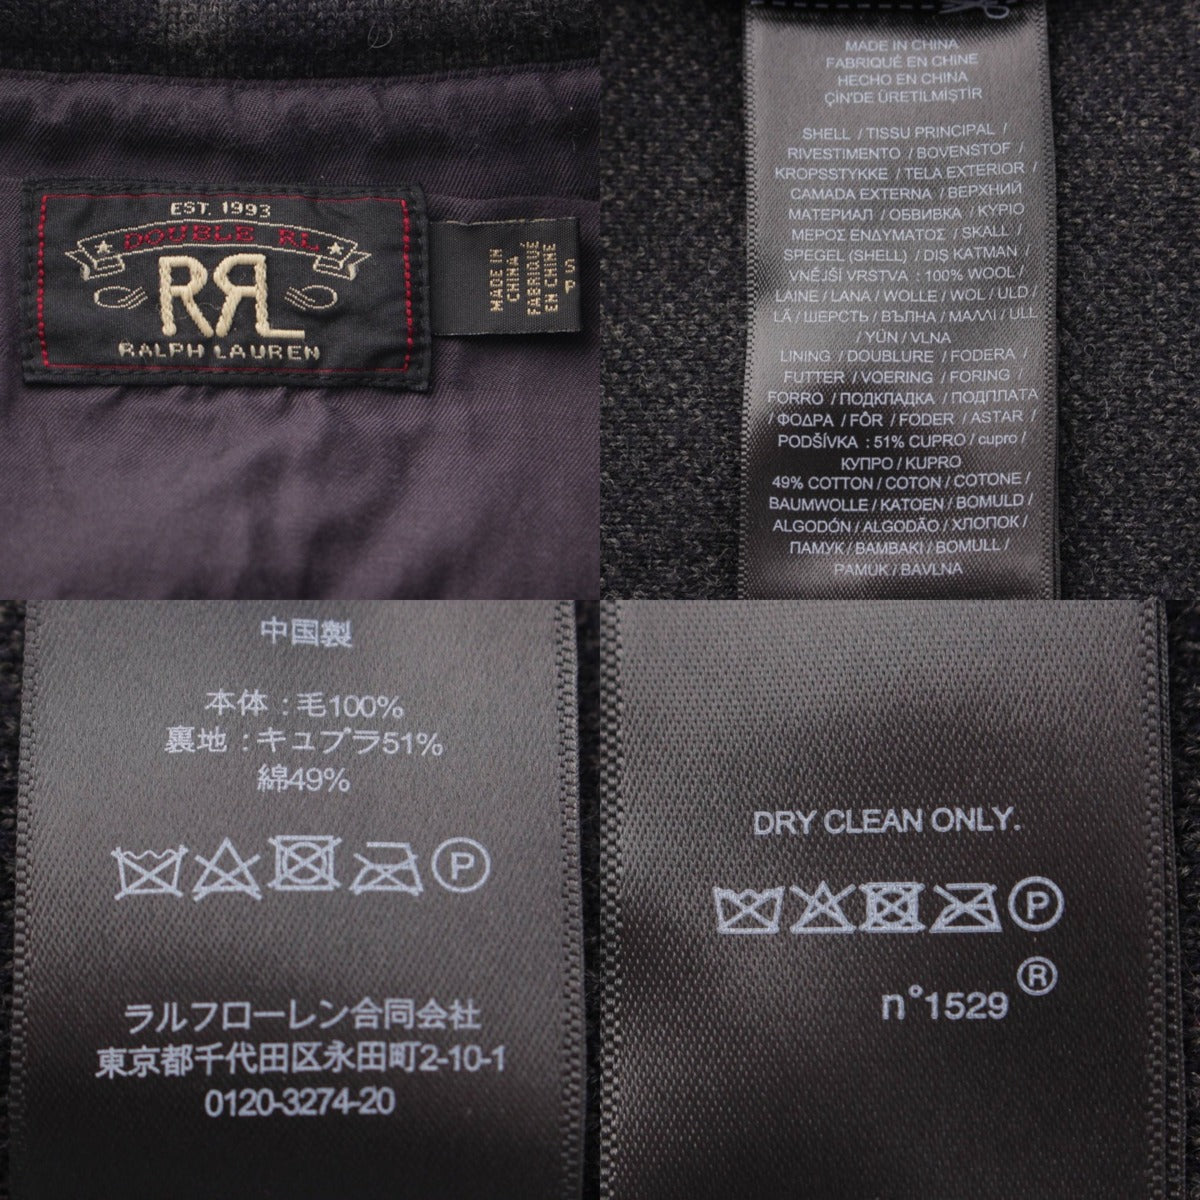 EST. 1993
DOUBLE RL
RRL
RALPH LAUREN
MADE IN
CHINA
FABRIQUÉ
EN CHINE
S
P
MADE IN CHINA
FABRIQUÉ EN CHINE
HECHO EN CHINA
ÇİN'DE ÜRETİLMİŞTİR
SHELL / TISSU PRINCIPAL /
RIVESTIMENTO / BOVENSTOF /
KROPSSTYKKE / TELA EXTERIOR /
CAMADA EXTERNA / ВЕРХНИЙ
МАТЕРИАЛ / ОБВИВКА / ΚΥΡΙΟ
ΜΕΡΟΣ ΕΝΔΥΜΑΤΟΣ / SKALL /
SPEGEL (SHELL) / DIŞ KATMAN /
VNĚJŠÍ VRSTVA : 100% WOOL /
LAINE / LANA / WOLLE / WOL / ULD /
LÃ / ШЕРСТЬ / ВЪЛНА / ΜΑΛΛΙ / ULL
/ YÜN / VLNA
LINING / DOUBLURE / FODERA /
FUTTER / VOERING / FORING /
FORRO / ПОДКЛАДКА / ПОДПЛАТА
/ ΦΟΔΡΑ / FÔR / FODER / ASTAR /
PODŠÍVKA : 51% CUPRO / cupro /
КУПРО / KUPRO
49% COTTON / COTON / COTONE /
BAUMWOLLE / KATOEN / BOMULD /
ALGODÓN / ALGODÃO / ХЛОПОК /
ПАМУК / ΒΑΜΒΑΚΙ / BOMULL /
PAMUK / BAVLNA
中国製
本体 : 毛100%
裏地 : キュプラ51%
綿49%
P
ラルフローレン合同会社
東京都千代田区永田町2-10-1
0120-3274-20
DRY CLEAN ONLY.
P
n°1529 ®